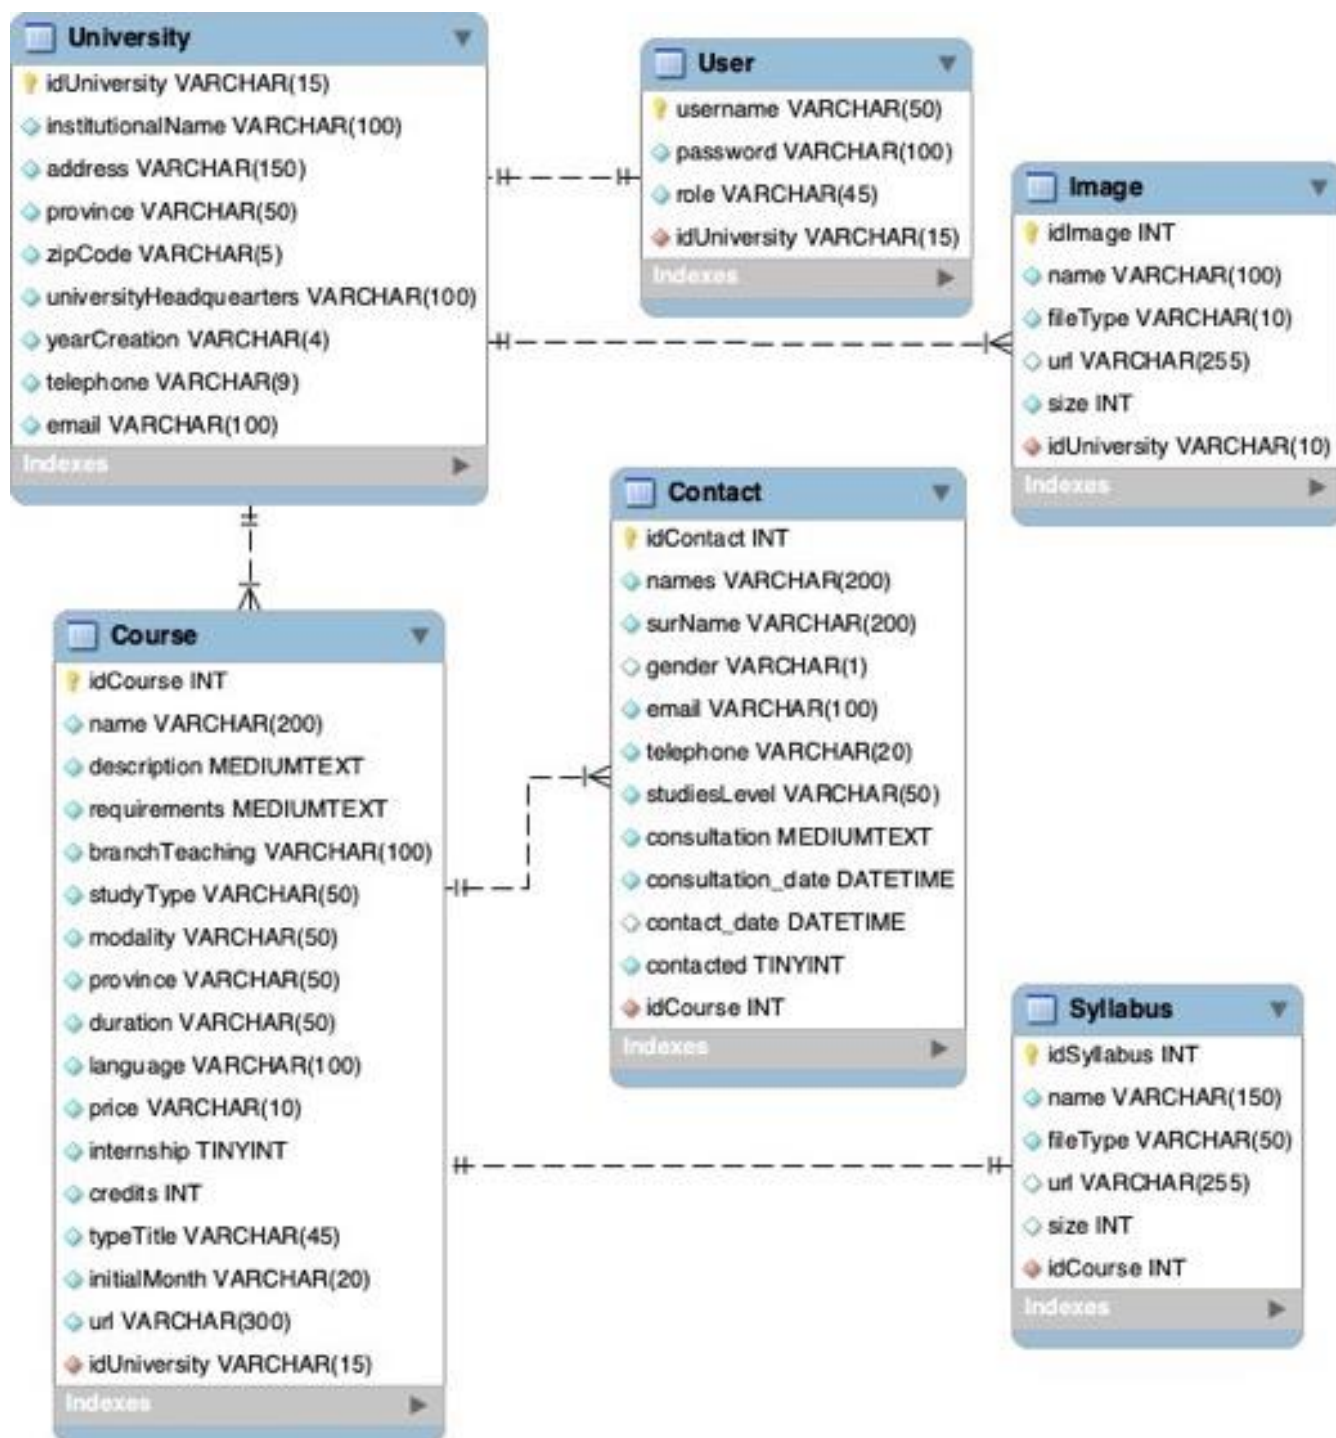 University
idUniversity VARCHAR(15)
institutionalName VARCHAR(100)
address VARCHAR(150)
province VARCHAR(50)
zipCode VARCHAR(5)
universityHeadquearters VARCHAR(100)
yearCreation VARCHAR(4)
telephone VARCHAR(9)
email VARCHAR(100)
Indexes
User
username VARCHAR(50)
password VARCHAR(100)
role VARCHAR(45)
idUniversity VARCHAR(15)
Indexes
Image
idImage INT
name VARCHAR(100)
fileType VARCHAR(10)
url VARCHAR(255)
size INT
idUniversity VARCHAR(10)
Indexes
Contact
idContact INT
names VARCHAR(200)
surName VARCHAR(200)
gender VARCHAR(1)
email VARCHAR(100)
telephone VARCHAR(20)
studiesLevel VARCHAR(50)
consultation MEDIUMTEXT
consultation_date DATETIME
contact_date DATETIME
contacted TINYINT
idCourse INT
Indexes
Course
idCourse INT
name VARCHAR(200)
description MEDIUMTEXT
requirements MEDIUMTEXT
branchTeaching VARCHAR(100)
studyType VARCHAR(50)
modality VARCHAR(50)
province VARCHAR(50)
duration VARCHAR(50)
language VARCHAR(100)
price VARCHAR(10)
internship TINYINT
credits INT
typeTitle VARCHAR(45)
initialMonth VARCHAR(20)
url VARCHAR(300)
idUniversity VARCHAR(15)
Indexes
Syllabus
idSyllabus INT
name VARCHAR(150)
fileType VARCHAR(50)
url VARCHAR(255)
size INT
idCourse INT
Indexes